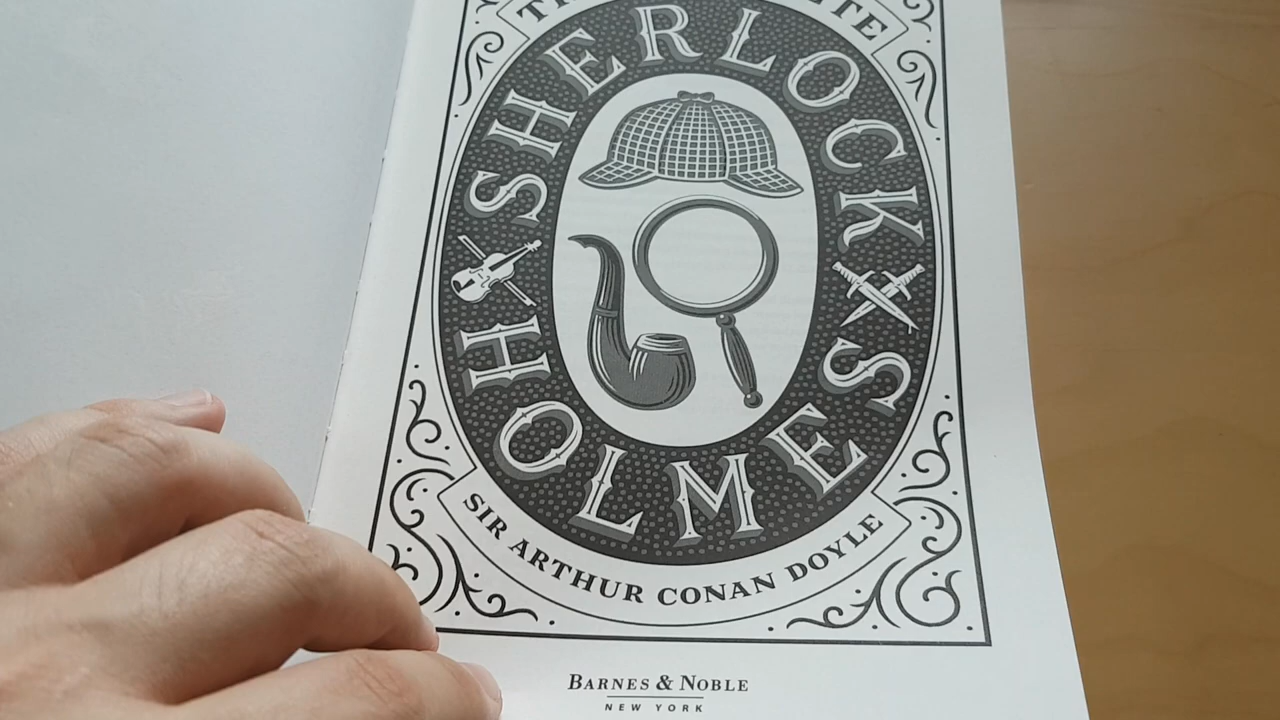 SHERLOCK
HOLMES
SIR ARTHUR CONAN DOYLE
BARNES & NOBLE
NEW YORK